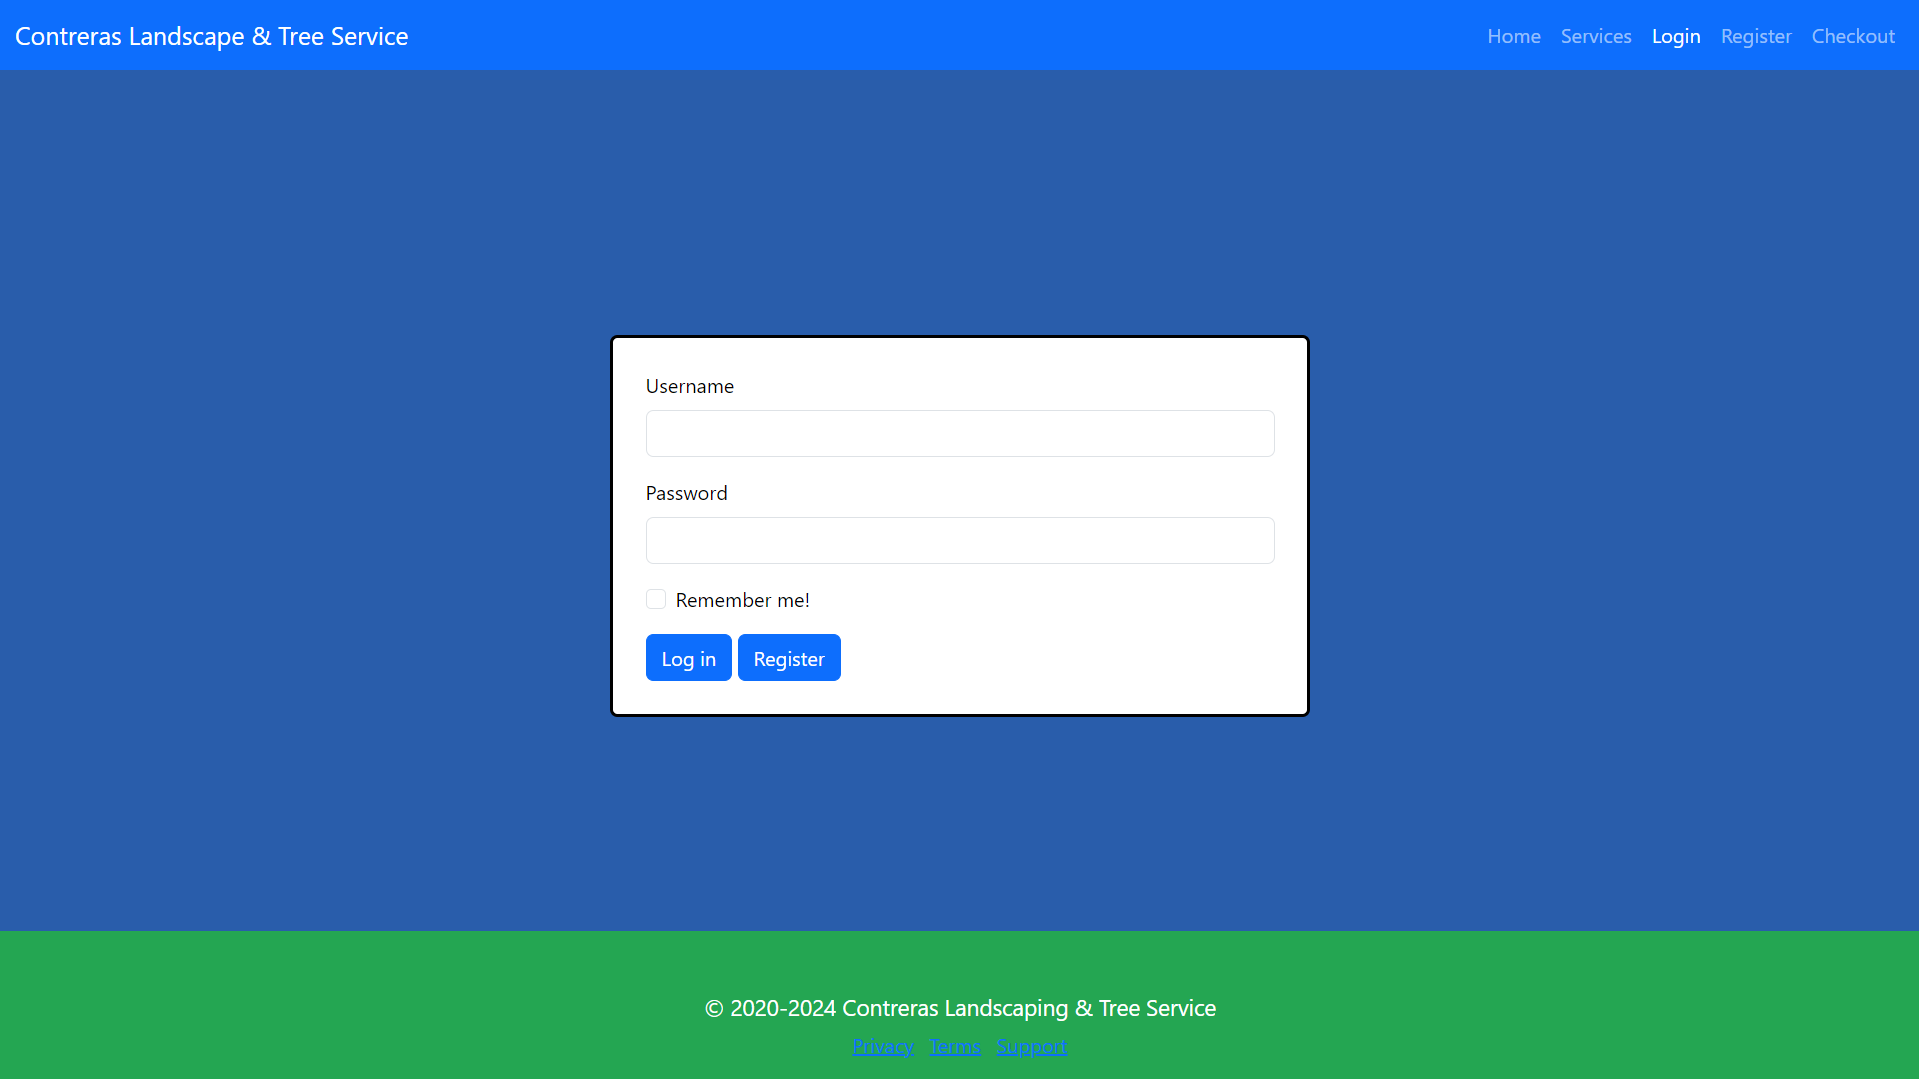 Contreras Landscape & Tree Service
Home Services Login Register Checkout
Username
Password
Remember me!
Log in Register
© 2020-2024 Contreras Landscaping & Tree Service
Privacy Terms Support